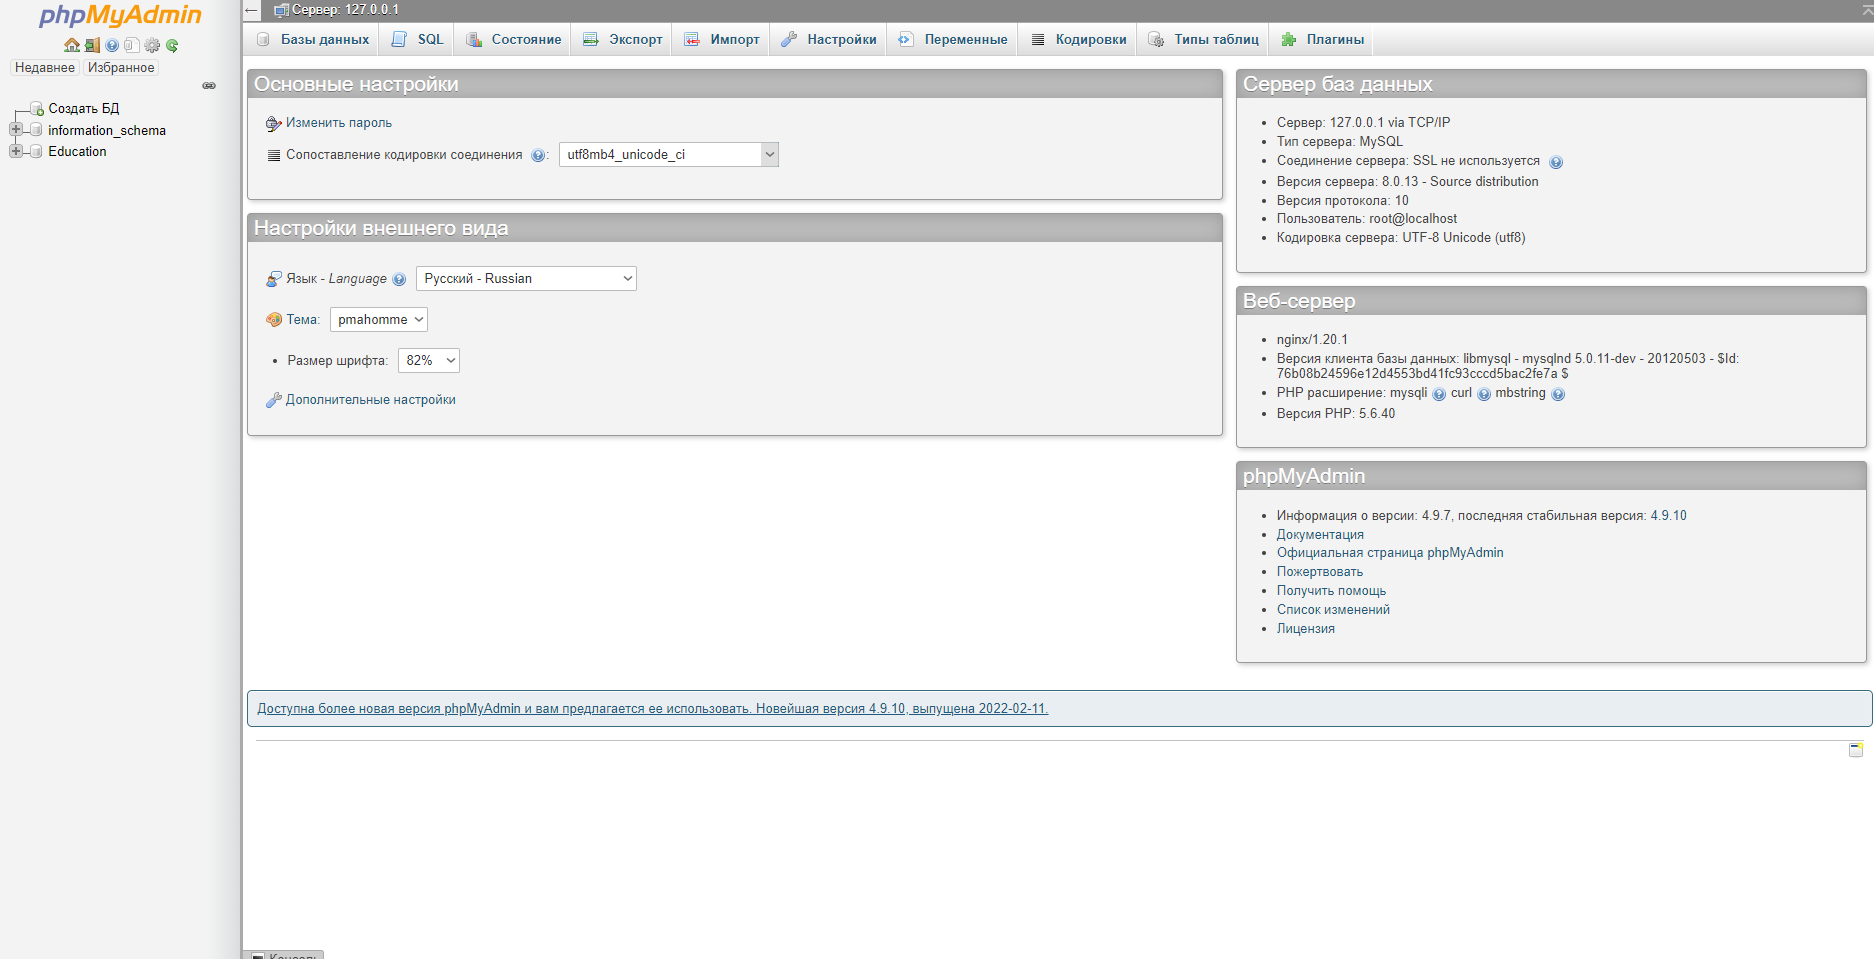 phpMyAdmin
Недавнее Избранное
Создать БД
information_schema
Education
Сервер: 127.0.0.1
Базы данных SQL Состояние Экспорт Импорт Настройки Переменные Кодировки Типы таблиц Плагины
Основные настройки
Изменить пароль
Сопоставление кодировки соединения : utf8mb4_unicode_ci
Настройки внешнего вида
Язык - Language Русский - Russian
Тема: pmahomme
• Размер шрифта: 82%
Дополнительные настройки
Сервер баз данных
• Сервер: 127.0.0.1 via TCP/IP
• Тип сервера: MySQL
• Соединение сервера: SSL не используется
• Версия сервера: 8.0.13 - Source distribution
• Версия протокола: 10
• Пользователь: root@localhost
• Кодировка сервера: UTF-8 Unicode (utf8)
Веб-сервер
• nginx/1.20.1
• Версия клиента базы данных: libmysql - mysqlnd 5.0.11-dev - 20120503 - $Id:
76b08b24596e12d4553bd41fc93cccd5bac2fe7a $
• PHP расширение: mysqli curl mbstring
• Версия PHP: 5.6.40
phpMyAdmin
• Информация о версии: 4.9.7, последняя стабильная версия: 4.9.10
• Документация
• Официальная страница phpMyAdmin
• Пожертвовать
• Получить помощь
• Список изменений
• Лицензия
Доступна более новая версия phpMyAdmin и вам предлагается ее использовать. Новейшая версия 4.9.10, выпущена 2022-02-11.
Консоль